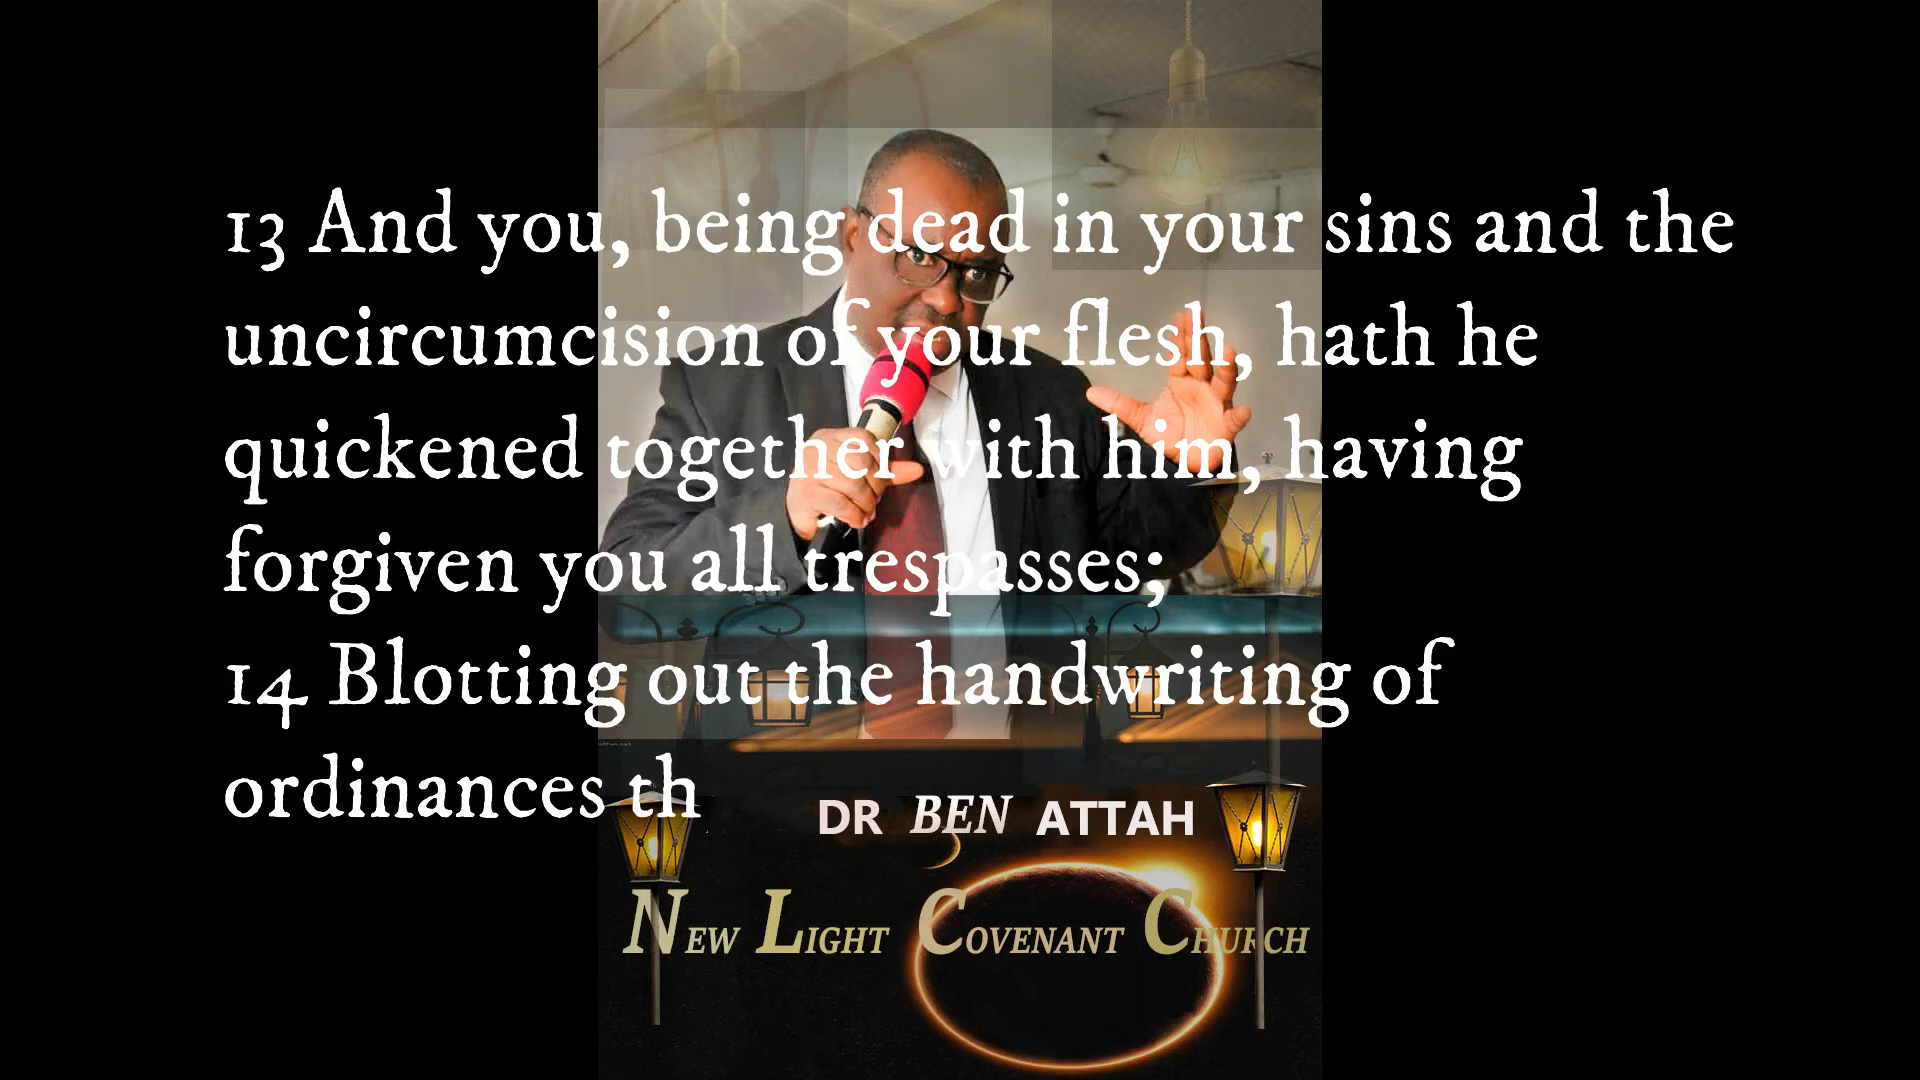 13 And you, being dead in your sins and the
uncircumcision of your flesh, hath he
quickened together with him, having
forgiven you all trespasses;
14 Blotting out the handwriting of
ordinances th
DR BEN ATTAH
NEW LIGHT COVENANT CHURCH